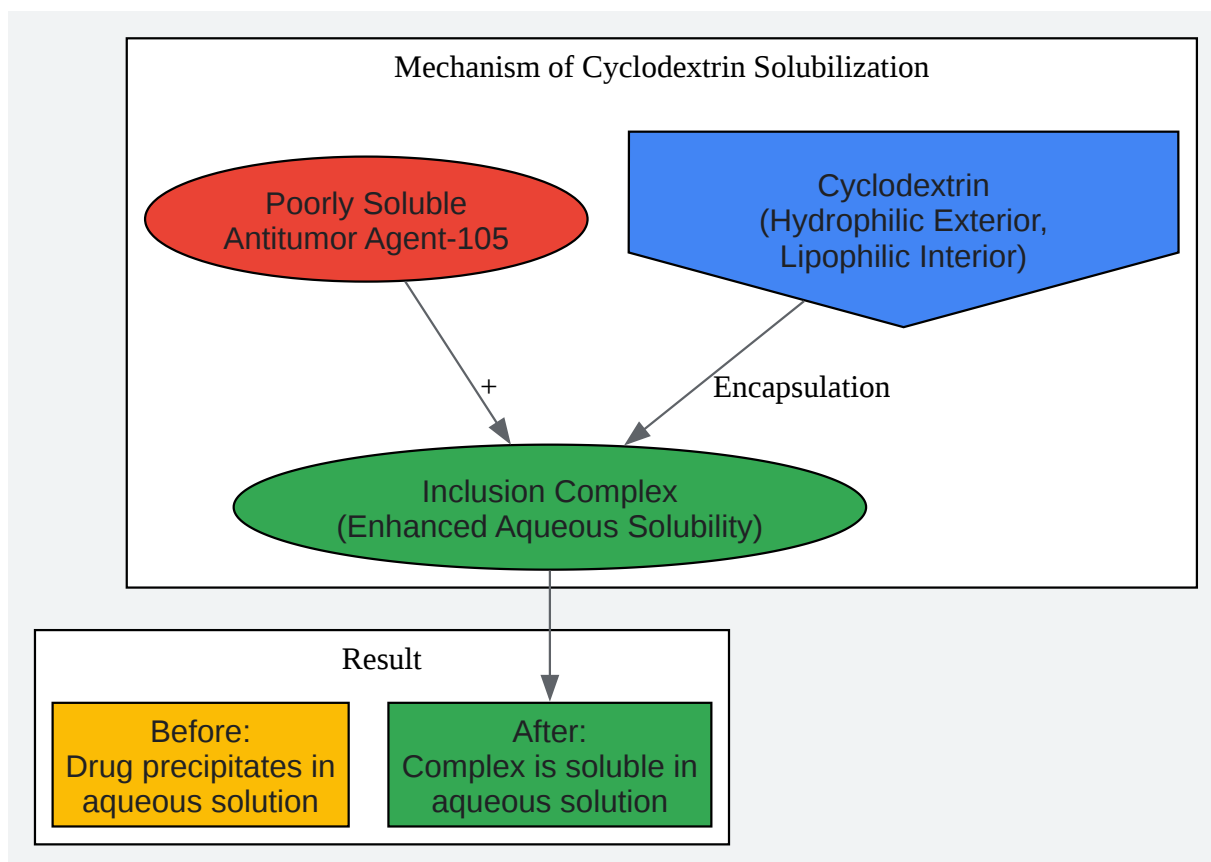 Mechanism of Cyclodextrin Solubilization
Poorly Soluble
Antitumor Agent-105
Cyclodextrin
(Hydrophilic Exterior,
Lipophilic Interior)
+
Encapsulation
Inclusion Complex
(Enhanced Aqueous Solubility)
Result
Before:
Drug precipitates in
aqueous solution
After:
Complex is soluble in
aqueous solution